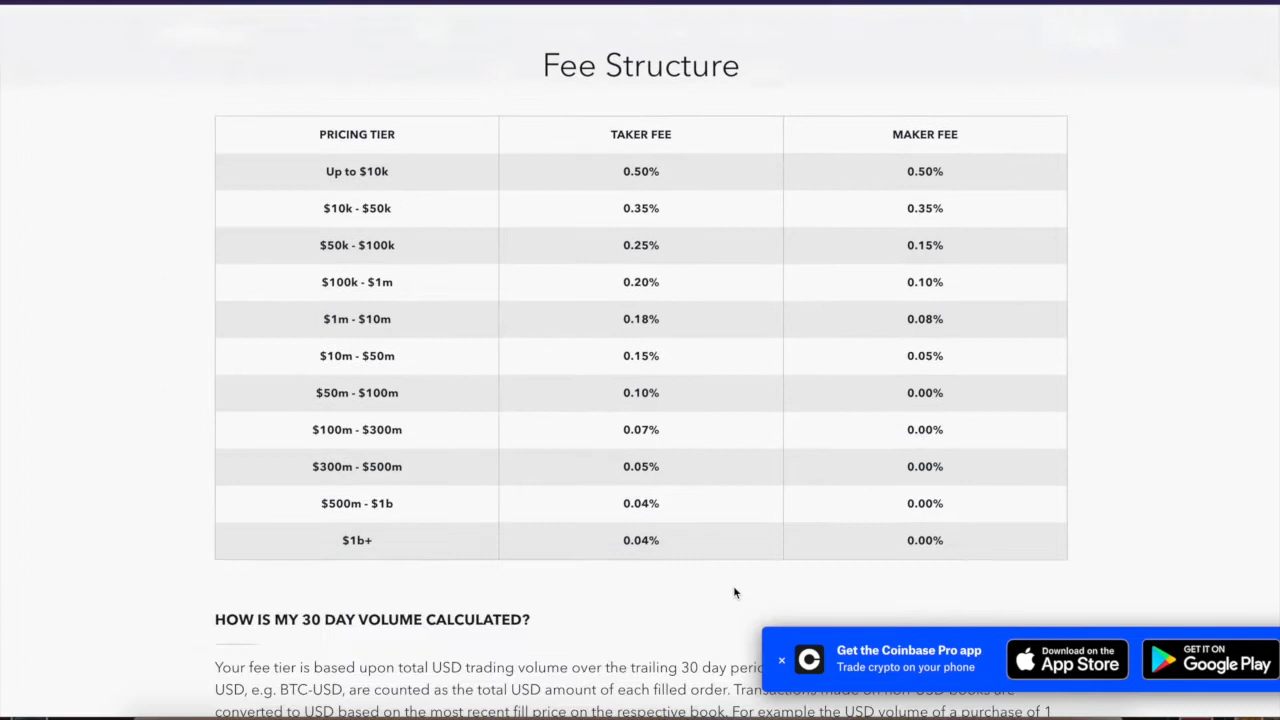 Fee Structure
PRICING TIER TAKER FEE MAKER FEE
Up to $10k 0.50% 0.50%
$10k - $50k 0.35% 0.35%
$50k - $100k 0.25% 0.15%
$100k - $1m 0.20% 0.10%
$1m - $10m 0.18% 0.08%
$10m - $50m 0.15% 0.05%
$50m - $100m 0.10% 0.00%
$100m - $300m 0.07% 0.00%
$300m - $500m 0.05% 0.00%
$500m - $1b 0.04% 0.00%
$1b+ 0.04% 0.00%
HOW IS MY 30 DAY VOLUME CALCULATED?
Your fee tier is based upon total USD trading volume over the trailing 30 day
USD, e.g. BTC-USD, are counted as the total USD amount of each filled order.
converted to USD based on the most recent fill price on the respective book. For example the USD volume of a purchase of 1
Get the Coinbase Pro app
Trade crypto on your phone
Download on the
App Store
GET IT ON
Google Play